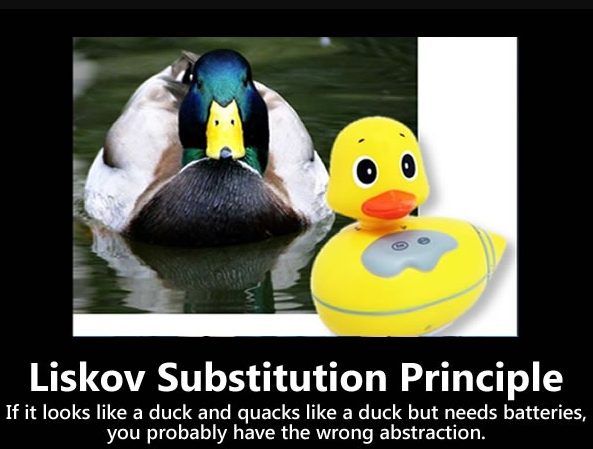 Liskov Substitution Principle
If it looks like a duck and quacks like a duck but needs batteries,
you probably have the wrong abstraction.